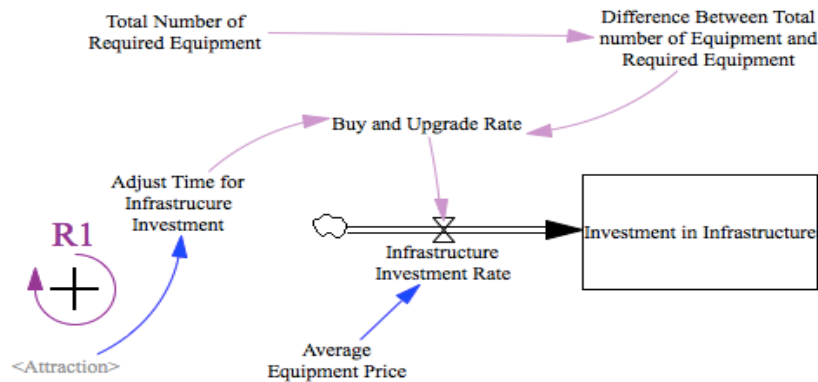 Total Number of
Required Equipment
Difference Between Total
number of Equipment and
Required Equipment
Buy and Upgrade Rate
Adjust Time for
Infrastrucure
Investment
R1
Investment in Infrastructure
Infrastructure
Investment Rate
Average
Equipment Price
<Attraction>